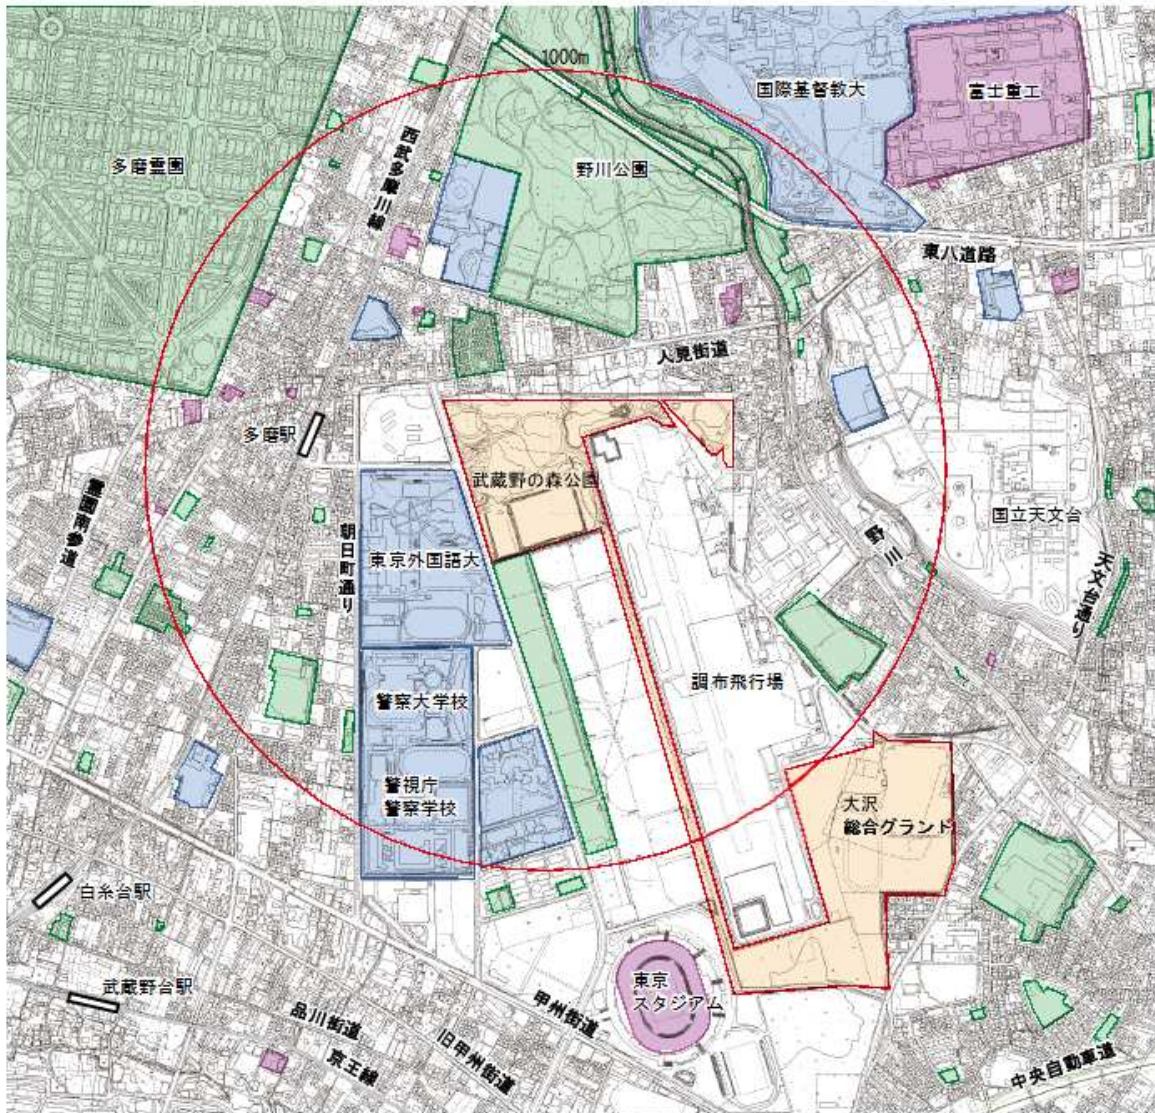 1000m
国際基督教大
富士重工
多磨霊園
西武多摩川線
野川公園
東八道路
人見街道
多磨駅
武蔵野の森公園
霊園南参道
朝日町通り
東京外国語大
国立天文台
野川
天文台通り
調布飛行場
警察大学校
警視庁
警察学校
大沢
総合グランド
白糸台駅
武蔵野台駅
東京
スタジアム
甲州街道
品川街道
旧甲州街道
京王線
中央自動車道